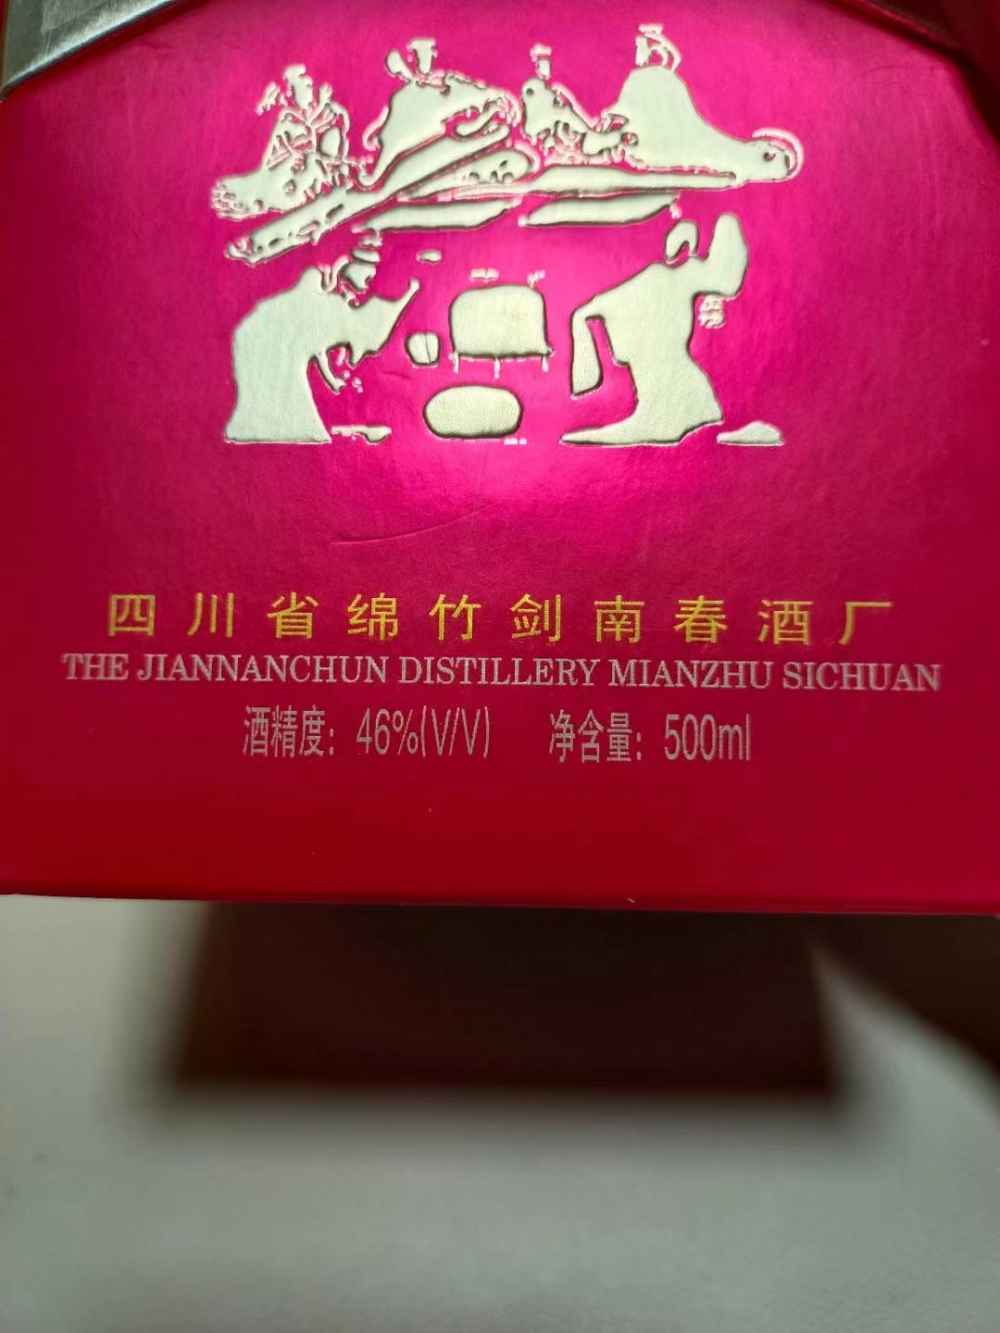 四川省绵竹剑南春酒厂
THE JIANNANCHUN DISTILLERY MIANZHU SICHUAN
酒精度：46%(V/V) 净含量：500ml